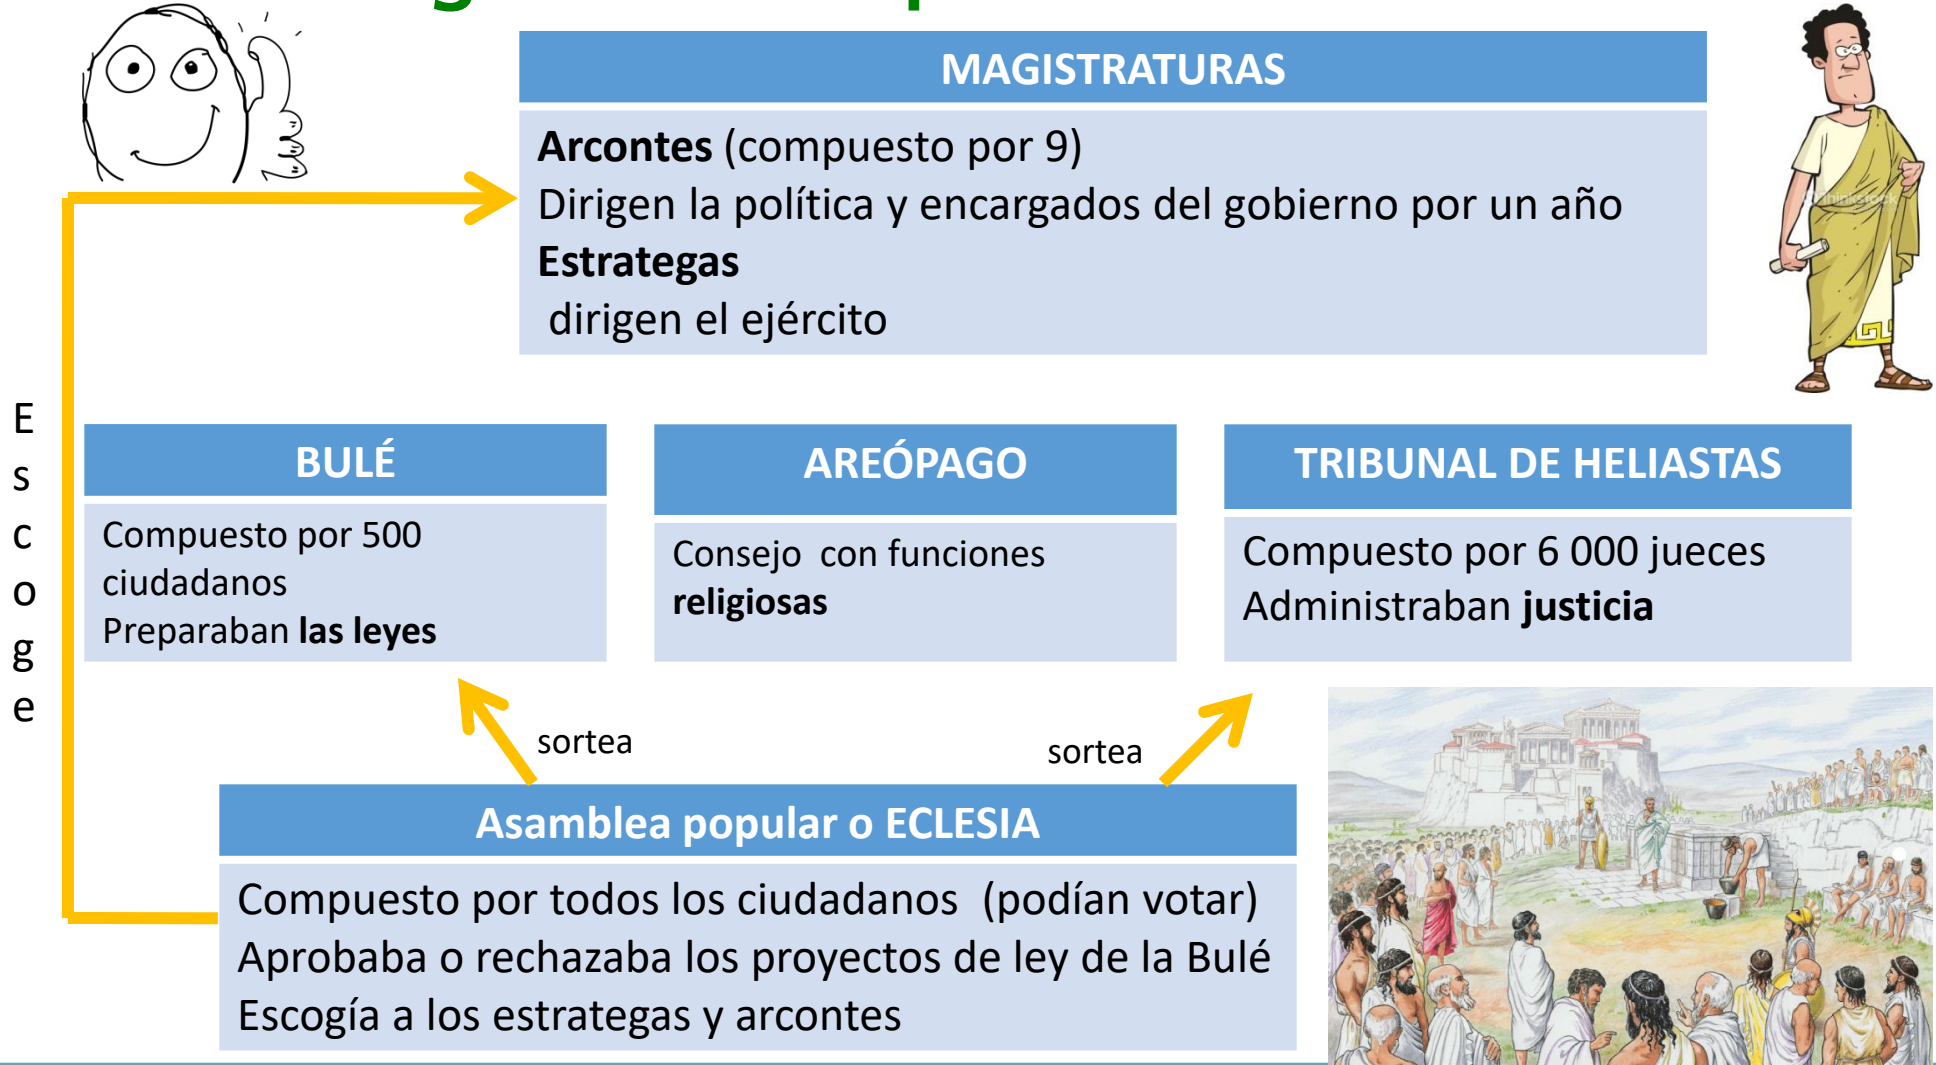 MAGISTRATURAS
Arcontes (compuesto por 9)
Dirigen la política y encargados del gobierno por un año
Estrategas
dirigen el ejército
Escoge
BULÉ
Compuesto por 500
ciudadanos
Preparaban las leyes
AREÓPAGO
Consejo con funciones
religiosas
TRIBUNAL DE HELIASTAS
Compuesto por 6 000 jueces
Administraban justicia
sortea
sortea
Asamblea popular o ECLESIA
Compuesto por todos los ciudadanos (podían votar)
Aprobaba o rechazaba los proyectos de ley de la Bulé
Escogía a los estrategas y arcontes